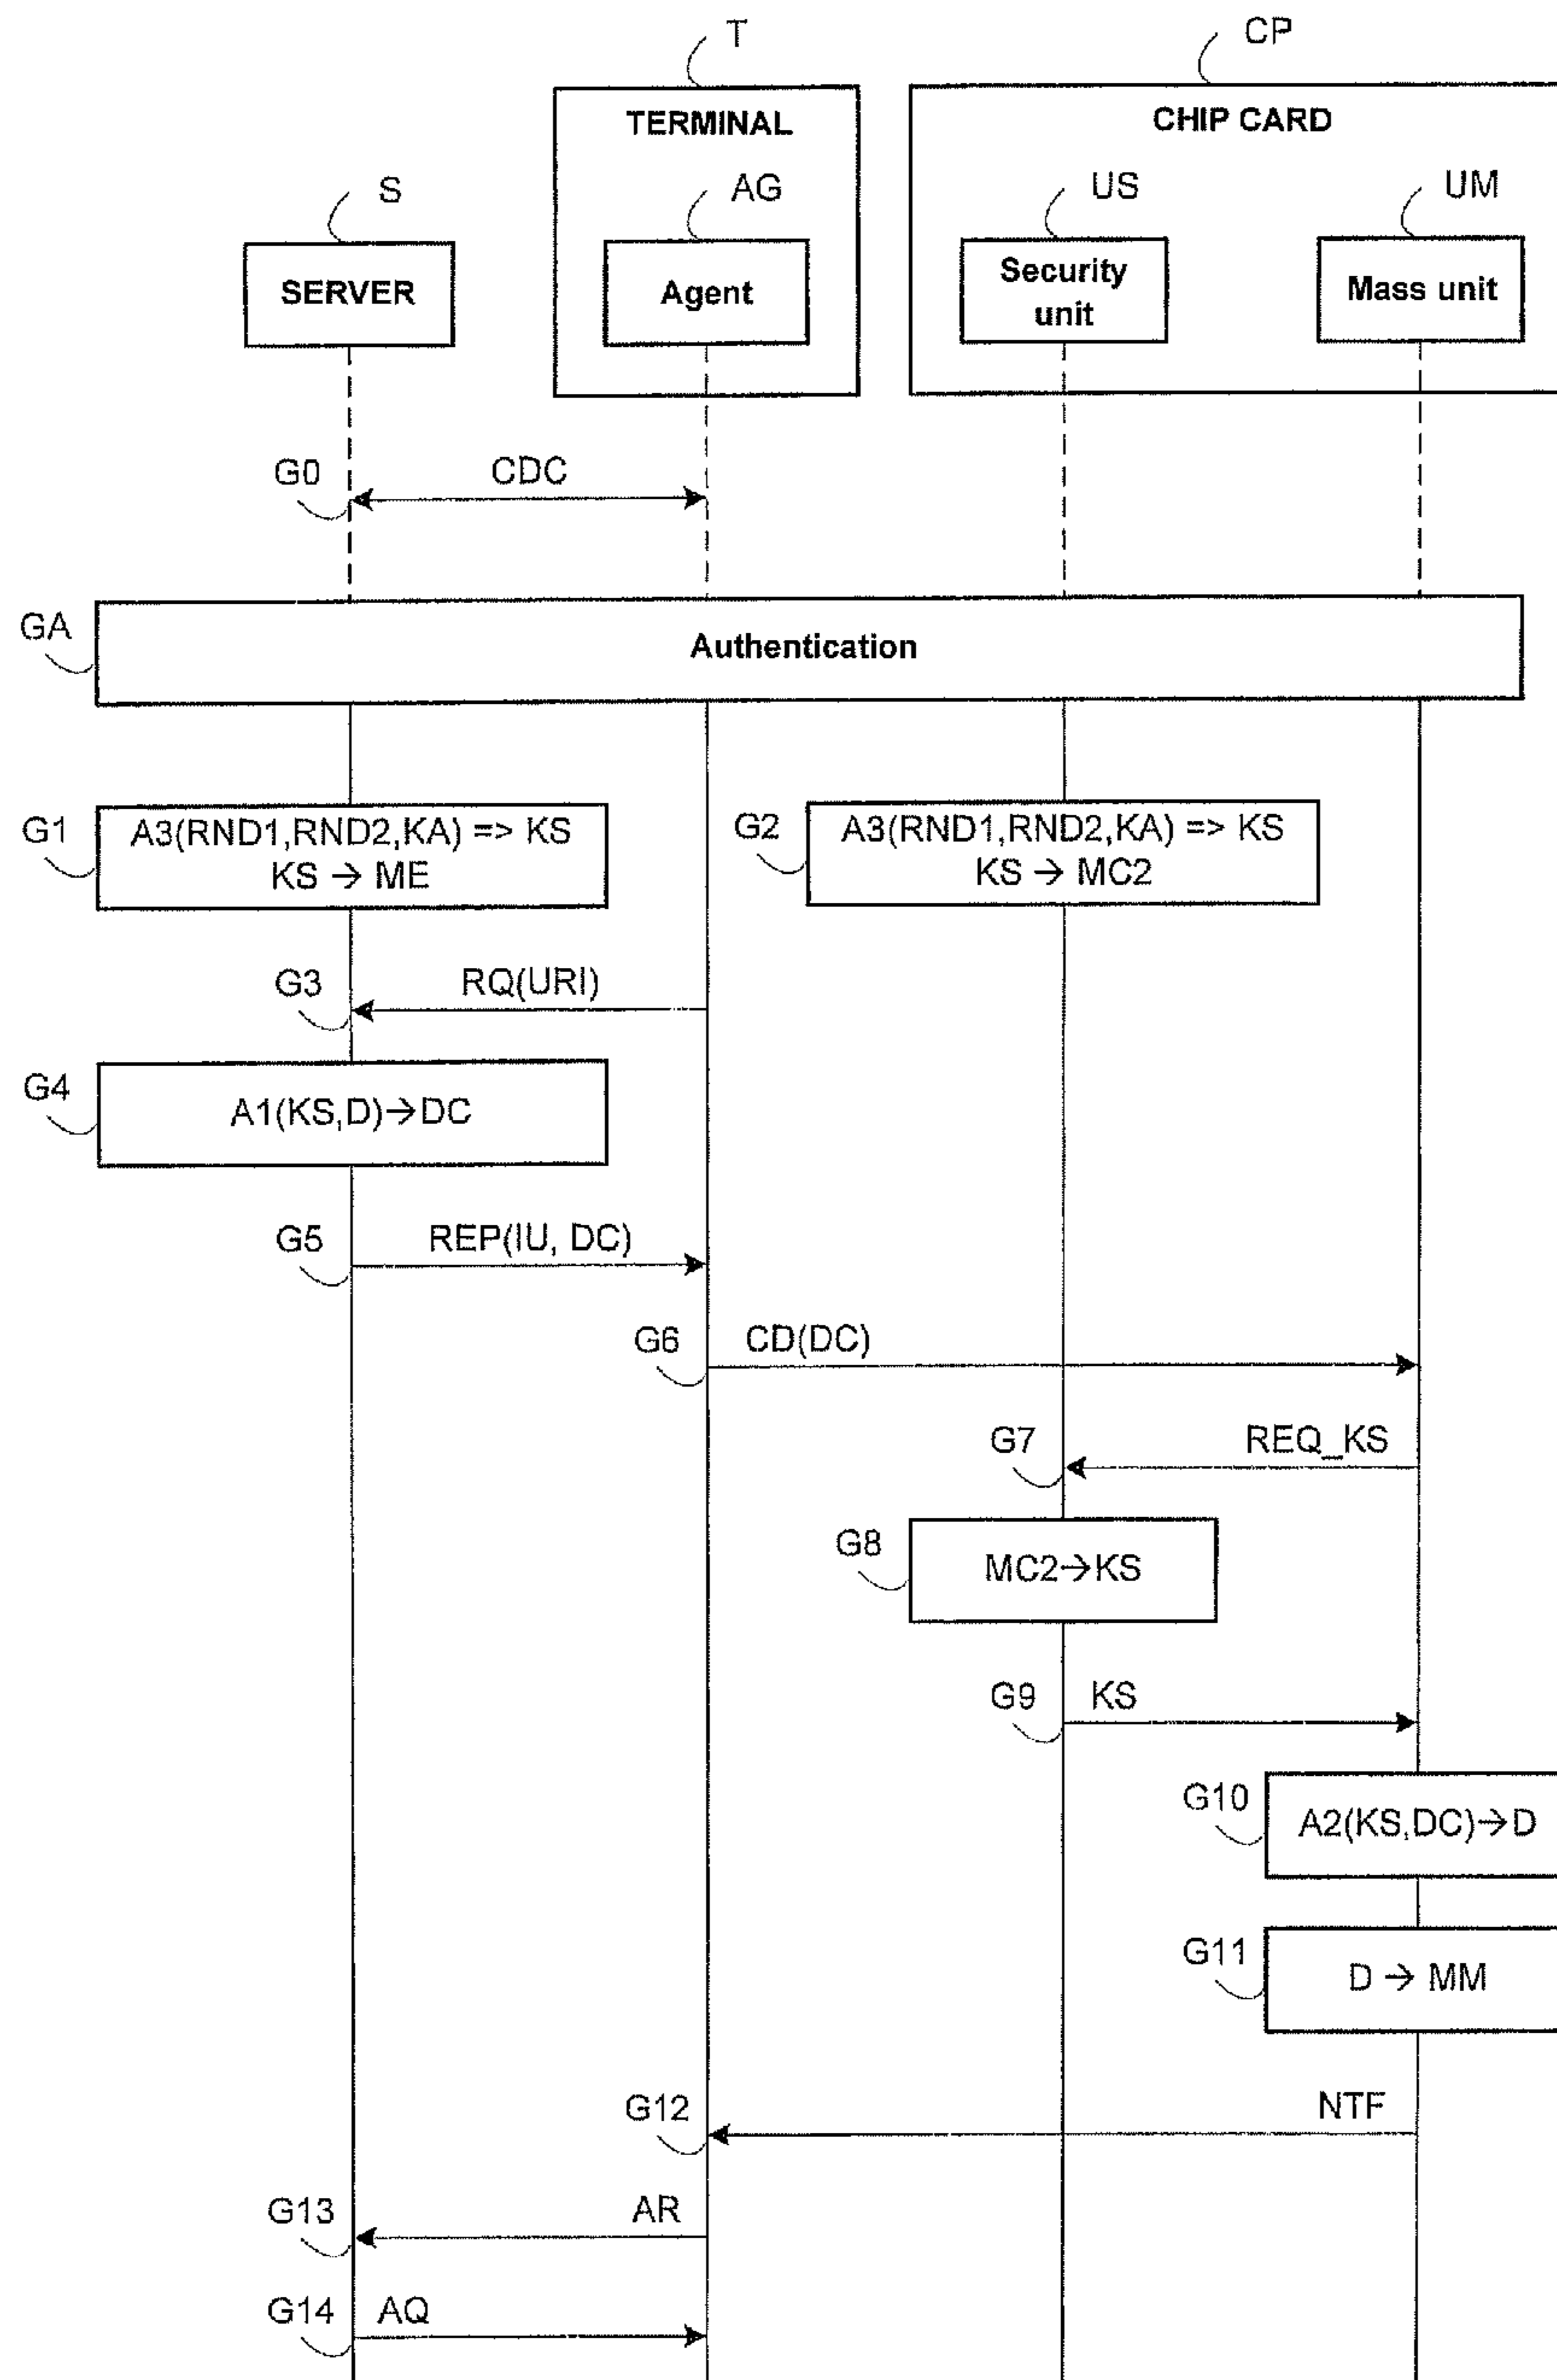 T
CP
TERMINAL
CHIP CARD
S
AG
US
UM
SERVER
Agent
Security
unit
Mass unit
G0
CDC
GA
Authentication
G1
A3(RND1,RND2,KA) => KS
KS → ME
G2
A3(RND1,RND2,KA) => KS
KS → MC2
G3
RQ(URI)
G4
A1(KS,D)→DC
G5
REP(IU, DC)
G6
CD(DC)
G7
REQ_KS
G8
MC2→KS
G9
KS
G10
A2(KS,DC)→D
G11
D → MM
G12
NTF
G13
AR
G14
AQ